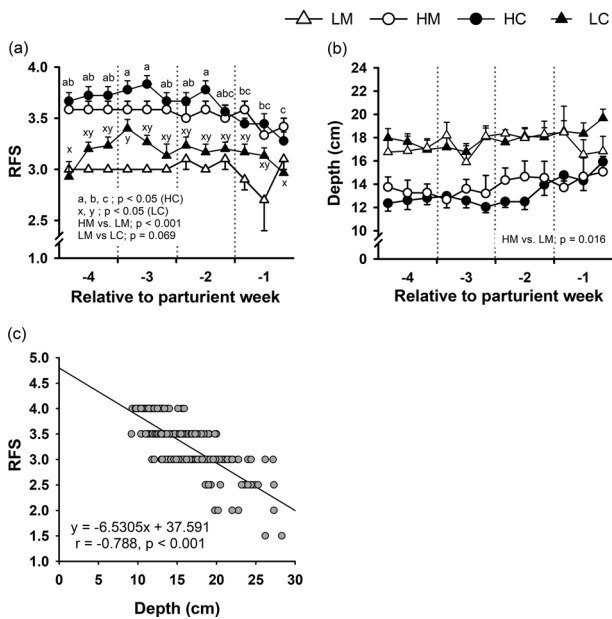 LM HM HC LC
(a)
RFS
4.0
3.5
3.0
2.5
1.0
ab ab ab a a ab ab a abc bc bc c
x xy xy y xy xy xy xy xy xy xy x
a, b, c ; p < 0.05 (HC)
x, y ; p < 0.05 (LC)
HM vs. LM; p < 0.001
LM vs LC; p = 0.069
-4 -3 -2 -1
Relative to parturient week
(b)
Depth (cm)
24
22
20
18
16
14
12
0
HM vs. LM; p = 0.016
-4 -3 -2 -1
Relative to parturient week
(c)
RFS
5.0
4.5
4.0
3.5
3.0
2.5
2.0
1.5
1.0
y = -6.5305x + 37.591
r = -0.788, p < 0.001
0 5 10 15 20 25 30
Depth (cm)